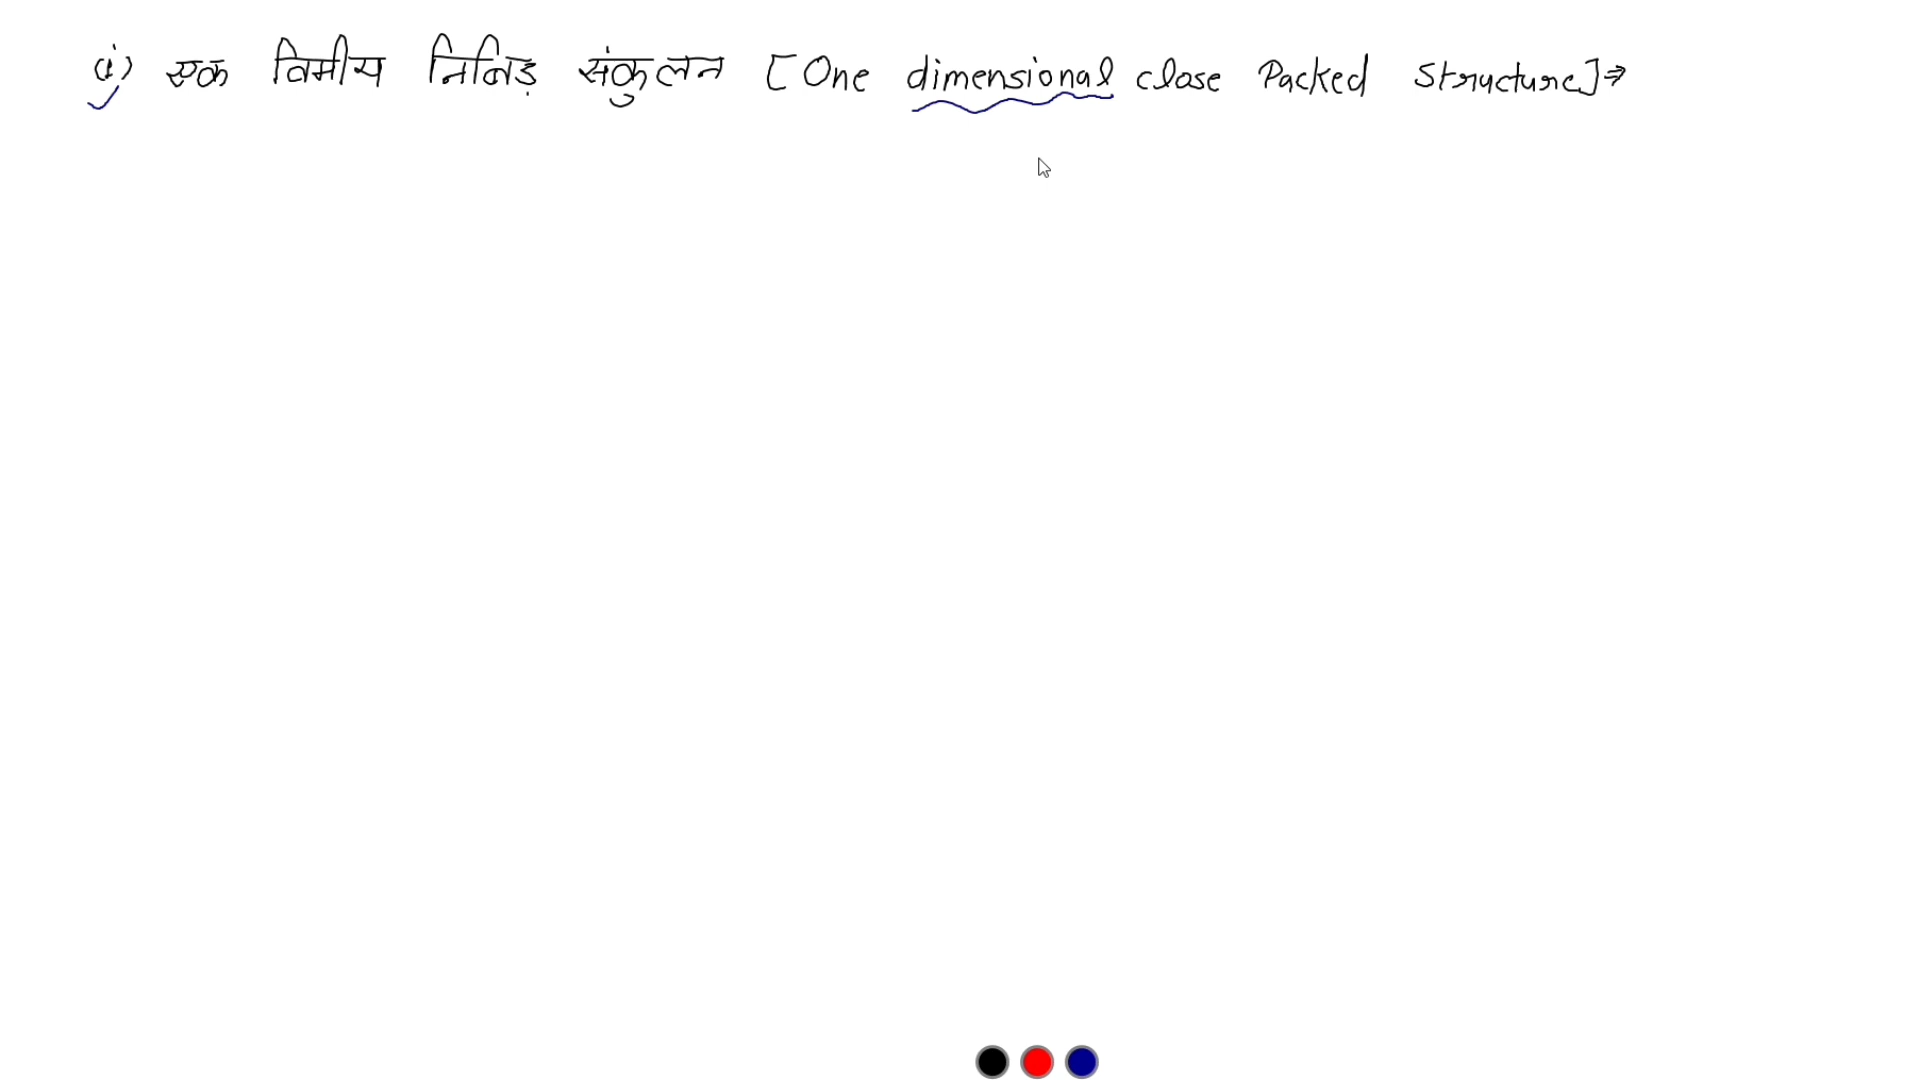 (i) एक विमीय निबिड़ संकुलन [One dimensional close Packed structure]⇒